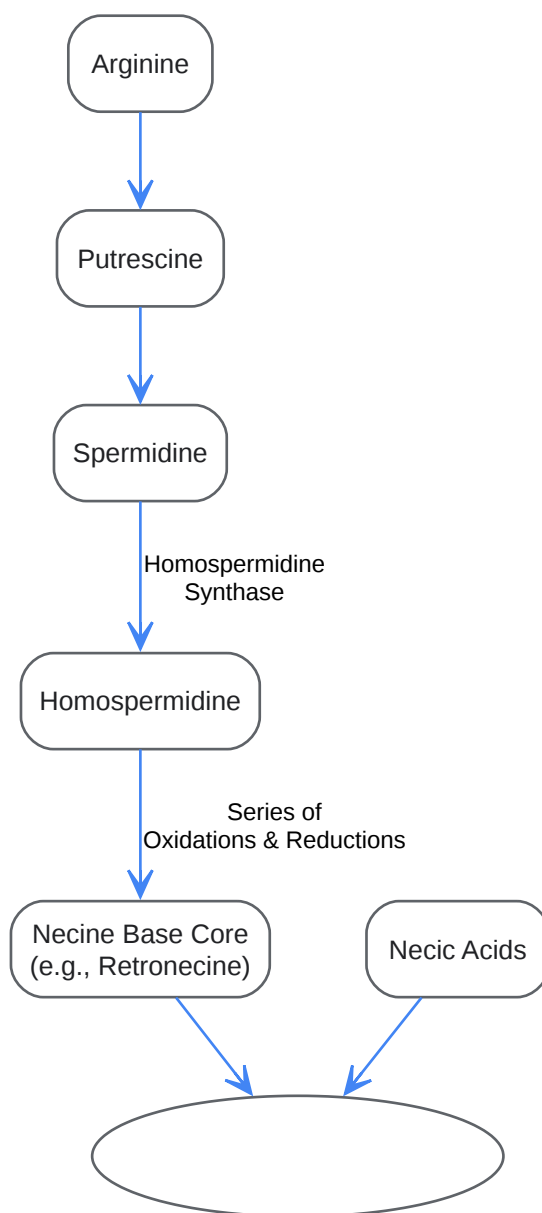 Arginine
Putrescine
Spermidine
Homospermidine
Synthase
Homospermidine
Series of
Oxidations & Reductions
Necine Base Core
(e.g., Retronecine)
Necic Acids